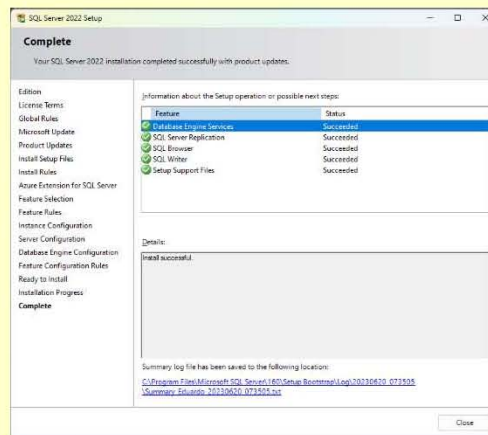 SQL Server 2022 Setup
Complete
Your SQL Server 2022 installation completed successfully with product updates.
Edition
License Terms
Global Rules
Microsoft Update
Product Updates
Install Setup Files
Install Rules
Azure Extension for SQL Server
Feature Selection
Feature Rules
Instance Configuration
Server Configuration
Database Engine Configuration
Feature Configuration Rules
Ready to Install
Installation Progress
Complete
Information about the Setup operation or possible next steps:
Feature Status
Database Engine Services Succeeded
SQL Server Replication Succeeded
SQL Browser Succeeded
SQL Writer Succeeded
Setup Support Files Succeeded
Details:
Install successful.
Summary log file has been saved to the following location:
C:\Program Files\Microsoft SQL Server\160\Setup Bootstrap\Log\20230620_073505
\Summary_Eduardo_20230620_073505.txt
Close